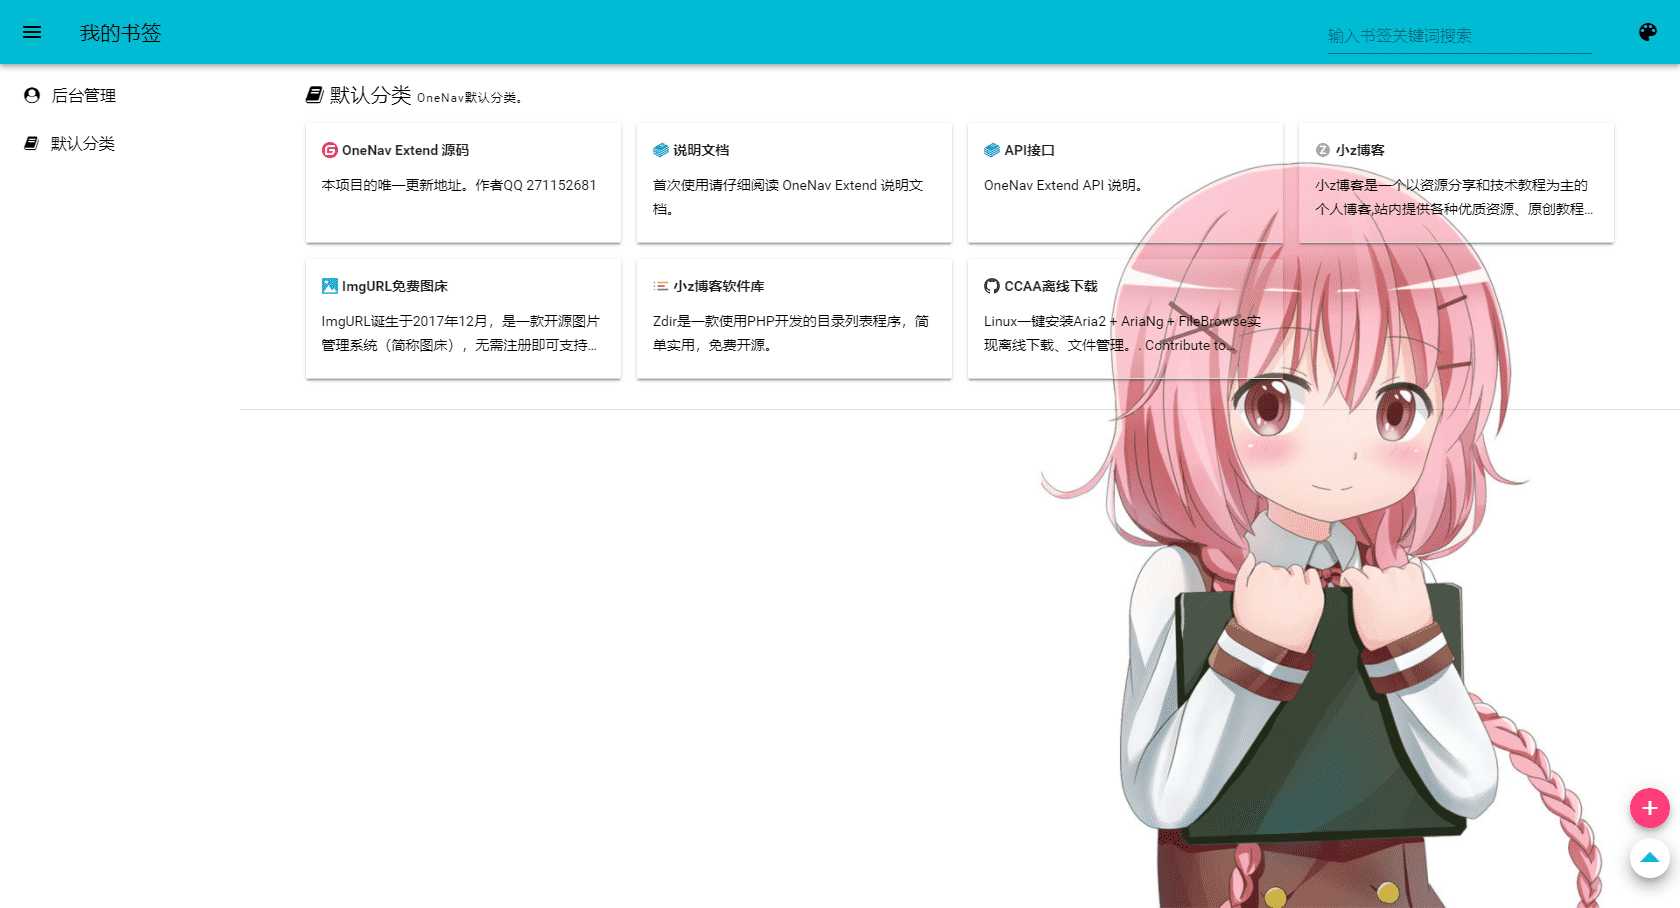 我的书签
输入书签关键词搜索
后台管理
默认分类
默认分类 OneNav默认分类。
OneNav Extend 源码
本项目的唯一更新地址。作者QQ 271152681
说明文档
首次使用请仔细阅读 OneNav Extend 说明文
档。
API接口
OneNav Extend API 说明。
小z博客
小z博客是一个以资源分享和技术教程为主的
个人博客,站内提供各种优质资源、原创教程...
ImgURL免费图床
ImgURL诞生于2017年12月，是一款开源图片
管理系统（简称图床），无需注册即可支持...
小z博客软件库
Zdir是一款使用PHP开发的目录列表程序，简
单实用，免费开源。
CCAA离线下载
Linux一键安装Aria2 + AriaNg + FileBrowse实
现离线下载、文件管理。. Contribute to...